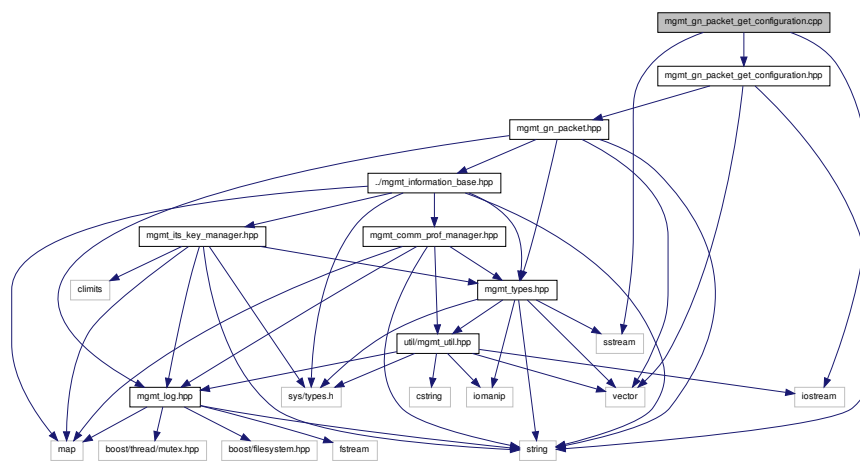 mgmt_gn_packet_get_configuration.cpp
mgmt_gn_packet_get_configuration.hpp
mgmt_gn_packet.hpp
../mgmt_information_base.hpp
mgmt_its_key_manager.hpp
mgmt_comm_prof_manager.hpp
climits
mgmt_types.hpp
util/mgmt_util.hpp
sstream
mgmt_log.hpp
sys/types.h
cstring
iomanip
vector
iostream
map
boost/thread/mutex.hpp
boost/filesystem.hpp
fstream
string